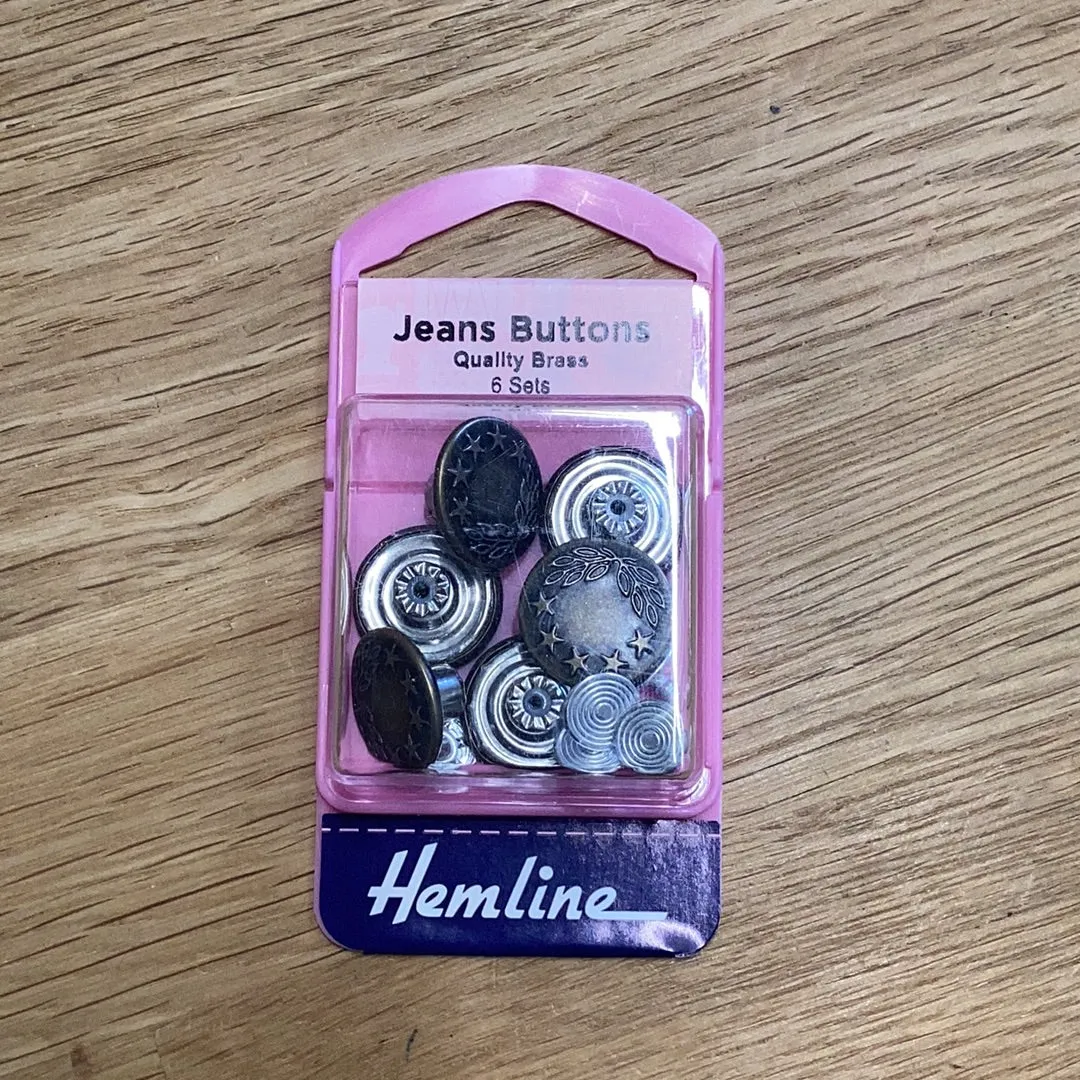 Jeans Buttons
Quality Brass
6 Sets
Hemline